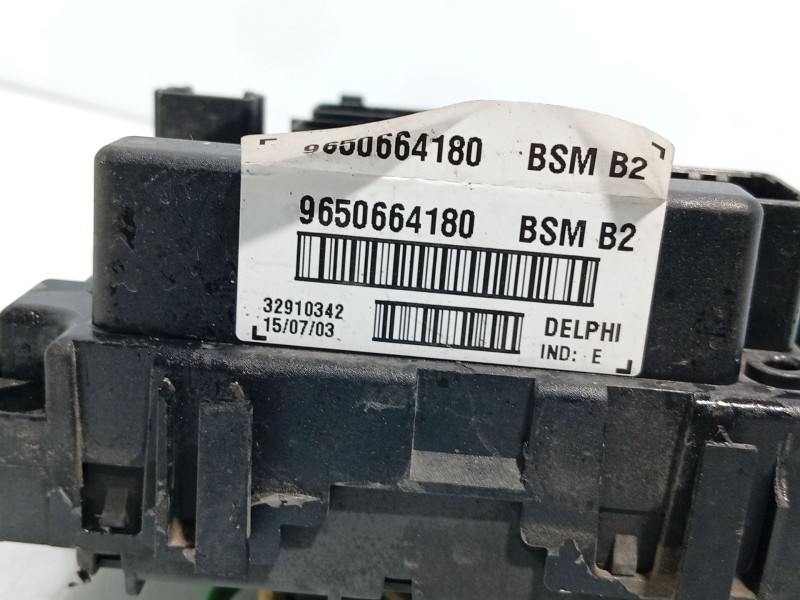 9650664180 BSM B2
9650664180 BSM B2
32910342
15/07/03
DELPHI
IND: E